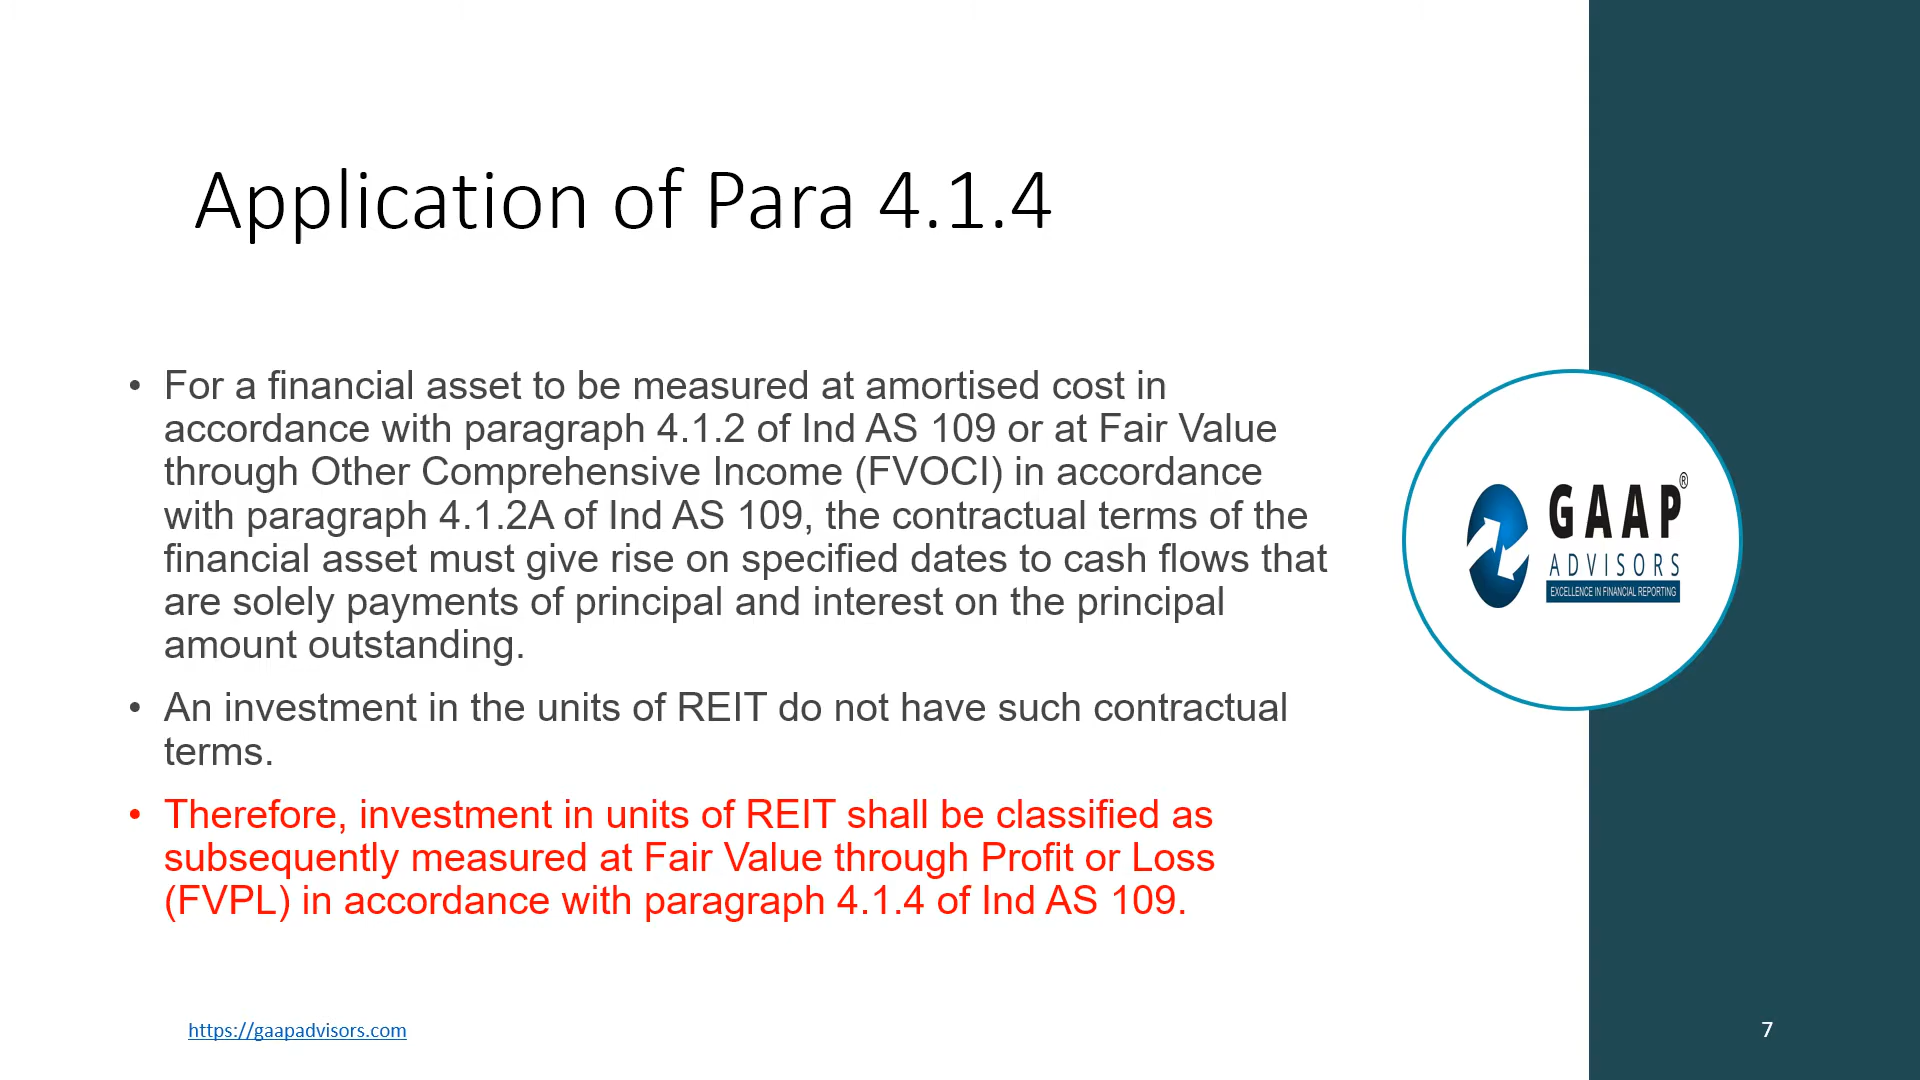 Application of Para 4.1.4
• For a financial asset to be measured at amortised cost in
accordance with paragraph 4.1.2 of Ind AS 109 or at Fair Value
through Other Comprehensive Income (FVOCI) in accordance
with paragraph 4.1.2A of Ind AS 109, the contractual terms of the
financial asset must give rise on specified dates to cash flows that
are solely payments of principal and interest on the principal
amount outstanding.
• An investment in the units of REIT do not have such contractual
terms.
• Therefore, investment in units of REIT shall be classified as
subsequently measured at Fair Value through Profit or Loss
(FVPL) in accordance with paragraph 4.1.4 of Ind AS 109.
GAAP®
ADVISORS
EXCELLENCE IN FINANCIAL REPORTING
https://gaapadvisors.com
7